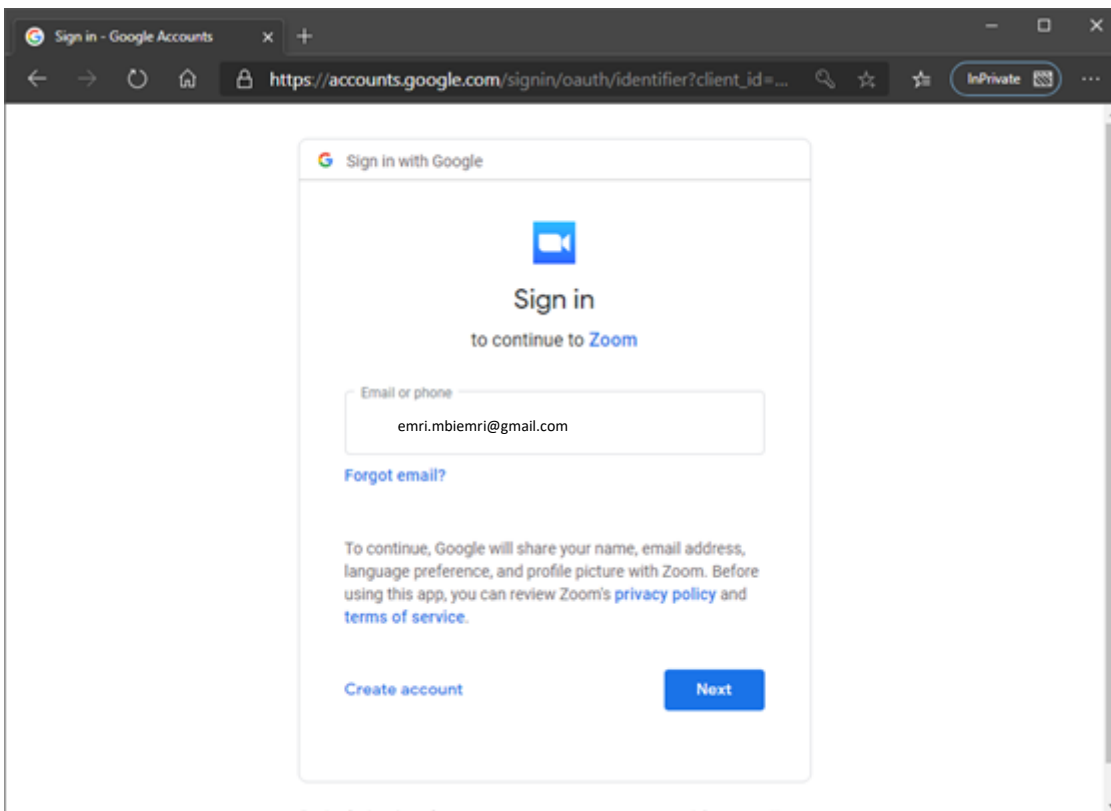 Sign in - Google Accounts
https://accounts.google.com/signin/oauth/identifier?client_id=...
InPrivate
Sign in with Google
Sign in
to continue to Zoom
Email or phone
emri.mbiemri@gmail.com
Forgot email?
To continue, Google will share your name, email address,
language preference, and profile picture with Zoom. Before
using this app, you can review Zoom's privacy policy and
terms of service.
Create account
Next